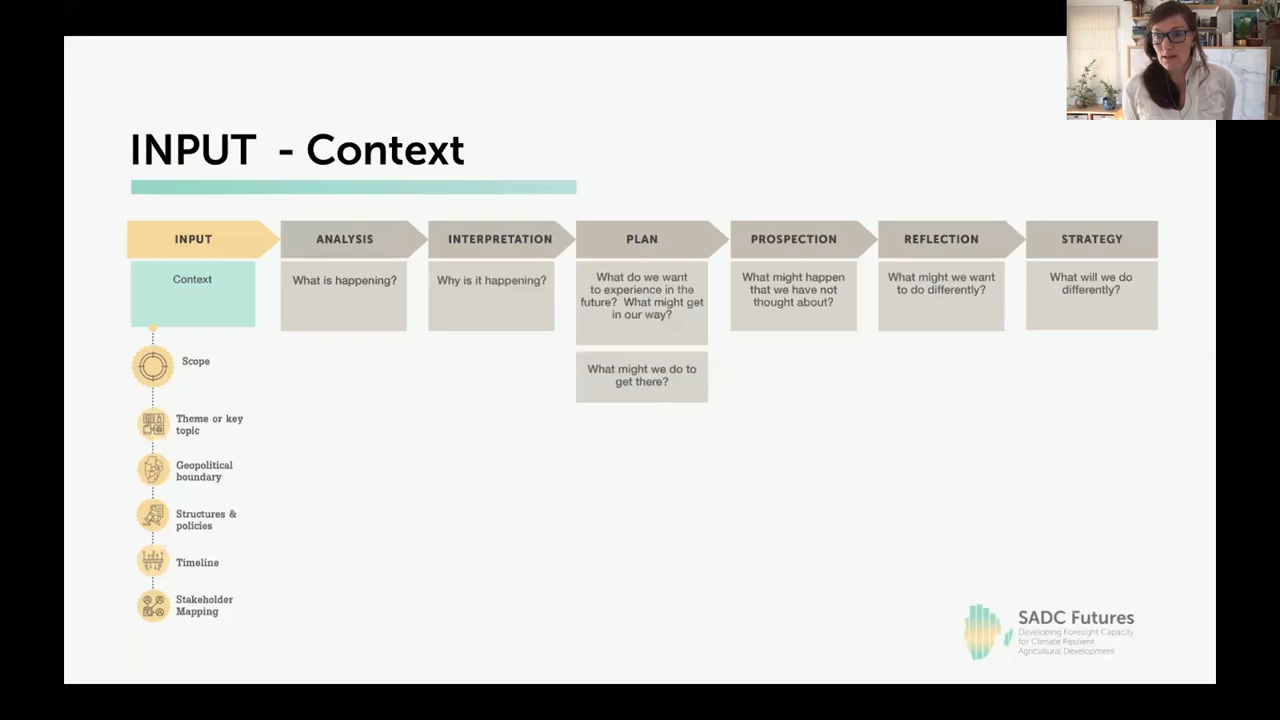 INPUT - Context
INPUT
ANALYSIS
INTERPRETATION
PLAN
PROSPECTION
REFLECTION
STRATEGY
Context
What is happening?
Why is it happening?
What do we want
to experience in the
future? What might get
in our way?
What might happen
that we have not
thought about?
What might we want
to do differently?
What will we do
differently?
What might we do to
get there?
Scope
Theme or key
topic
Geopolitical
boundary
Structures &
policies
Timeline
Stakeholder
Mapping
SADC Futures
Developing Foresight Capacity
for Climate Resilient
Agricultural Development